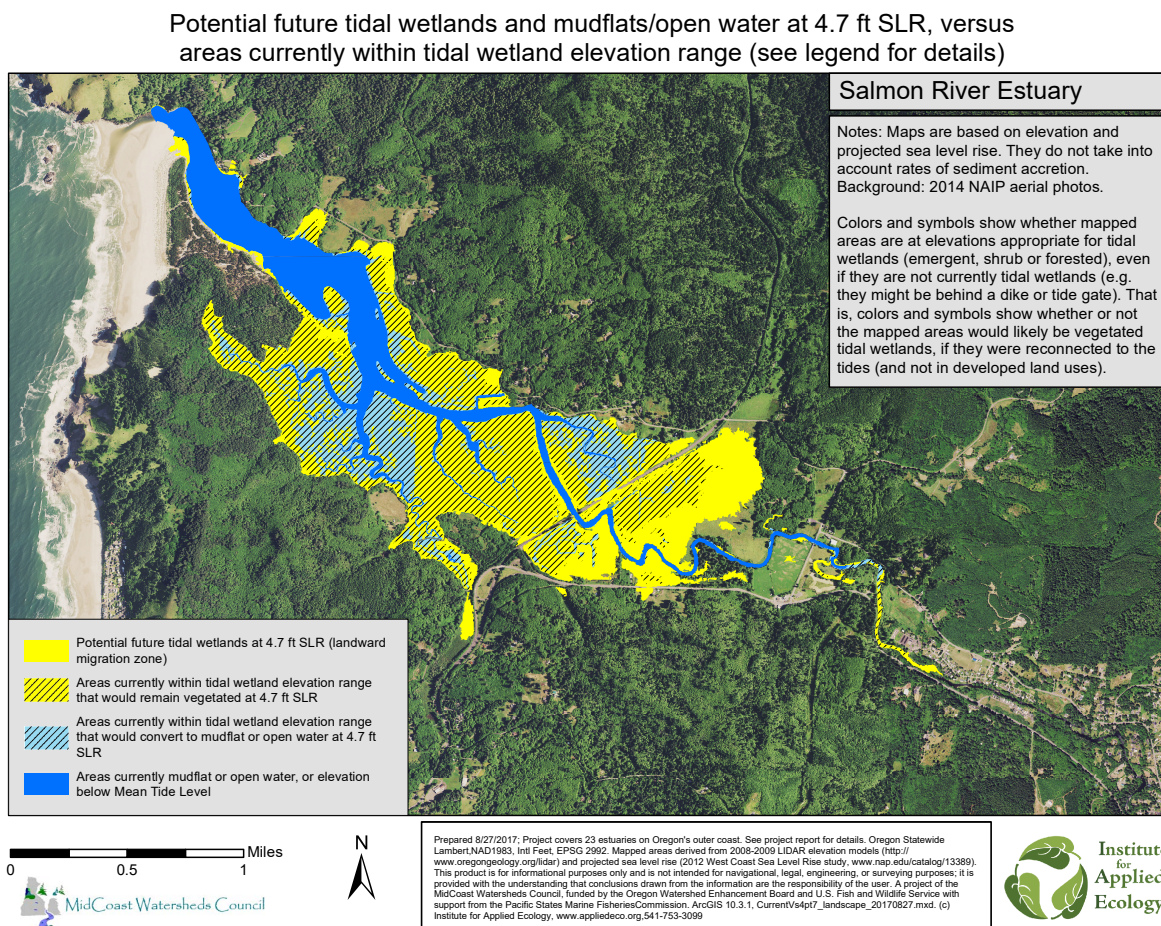 Potential future tidal wetlands and mudflats/open water at 4.7 ft SLR, versus
areas currently within tidal wetland elevation range (see legend for details)
Salmon River Estuary
Notes: Maps are based on elevation and
projected sea level rise. They do not take into
account rates of sediment accretion.
Background: 2014 NAIP aerial photos.
Colors and symbols show whether mapped
areas are at elevations appropriate for tidal
wetlands (emergent, shrub or forested), even
if they are not currently tidal wetlands (e.g.
they might be behind a dike or tide gate). That
is, colors and symbols show whether or not
the mapped areas would likely be vegetated
tidal wetlands, if they were reconnected to the
tides (and not in developed land uses).
Potential future tidal wetlands at 4.7 ft SLR (landward
migration zone)
Areas currently within tidal wetland elevation range
that would remain vegetated at 4.7 ft SLR
Areas currently within tidal wetland elevation range
that would convert to mudflat or open water at 4.7 ft
SLR
Areas currently mudflat or open water, or elevation
below Mean Tide Level
Miles
0 0.5 1
N
MidCoast Watersheds Council
Prepared 8/27/2017; Project covers 23 estuaries on Oregon's outer coast. See project report for details. Oregon Statewide
Lambert,NAD1983, Intl Feet, EPSG 2992. Mapped areas derived from 2008-2009 LIDAR elevation models (http://
www.oregongeology.org/lidar) and projected sea level rise (2012 West Coast Sea Level Rise study, www.nap.edu/catalog/13389).
This product is for informational purposes only and is not intended for navigational, legal, engineering, or surveying purposes; it is
provided with the understanding that conclusions drawn from the information are the responsibility of the user. A project of the
MidCoast Watersheds Council, funded by the Oregon Watershed Enhancement Board and U.S. Fish and Wildlife Service with
support from the Pacific States Marine FisheriesCommission. ArcGIS 10.3.1, CurrentVs4pt7_landscape_20170827.mxd. (c)
Institute for Applied Ecology, www.appliedeco.org,541-753-3099
Institute
for
Applied
Ecology